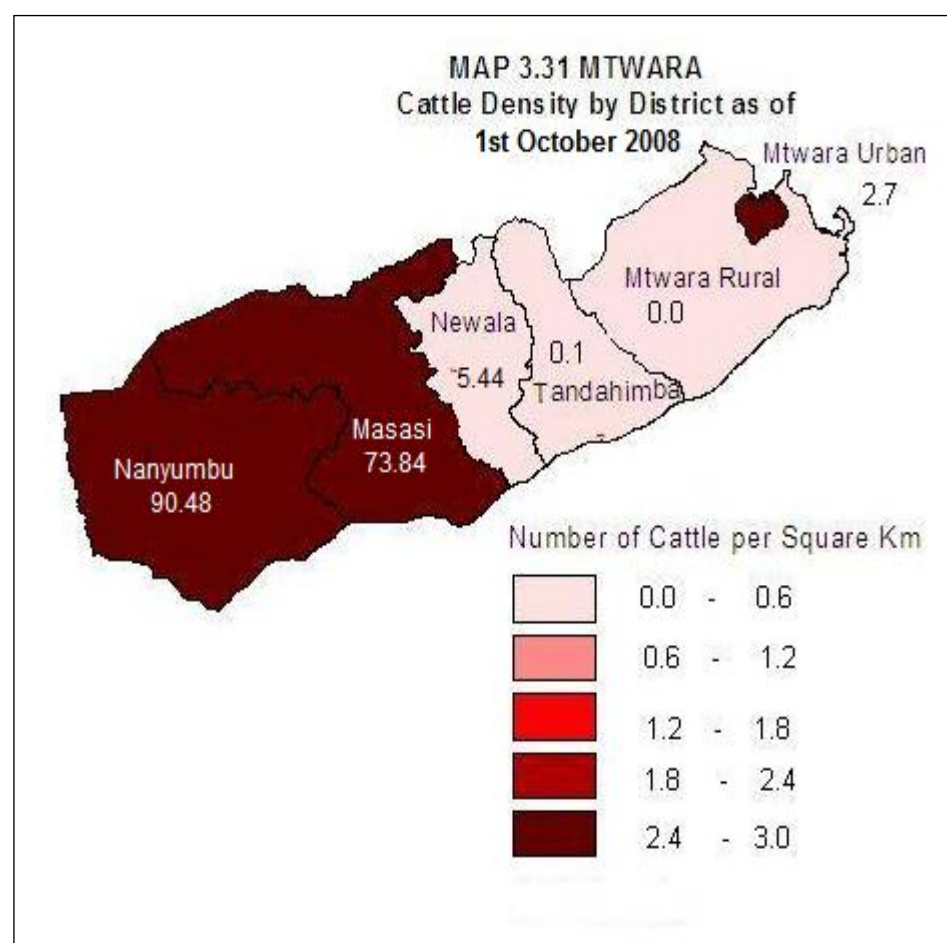 MAP 3.31 MTWARA
Cattle Density by District as of
1st October 2008
Mtwara Urban
2.7
Mtwara Rural
0.0
Newala
5.44
0.1
Tandahimba
Masasi
73.84
Nanyumbu
90.48
Number of Cattle per Square Km
0.0 - 0.6
0.6 - 1.2
1.2 - 1.8
1.8 - 2.4
2.4 - 3.0